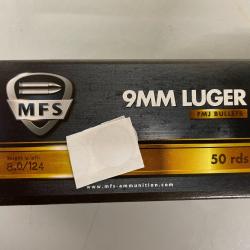 MFS
9MM LUGER
FMJ BULLETS
8.0/124
50 rds
www.mfs-ammunition.com